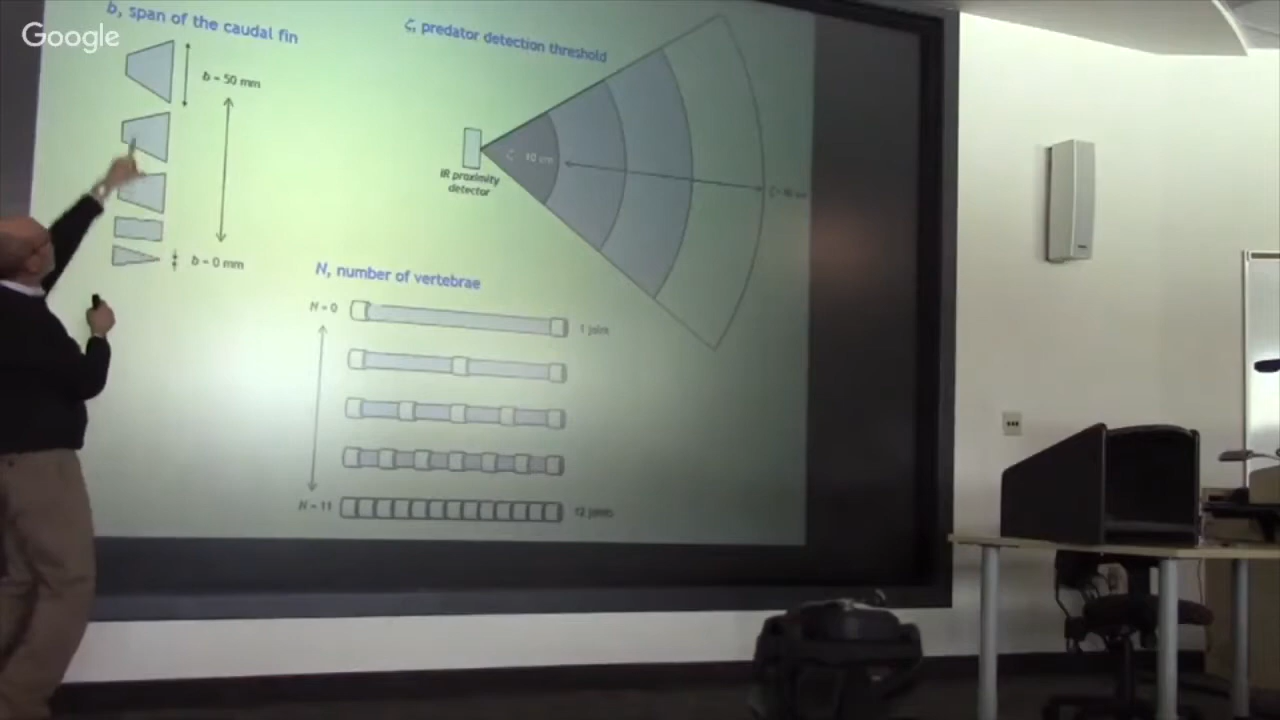 Google
b, span of the caudal fin
b = 50 mm
b = 0 mm
ζ, predator detection threshold
IR proximity
detector
N, number of vertebrae
N = 0
1 joint
N = 11
12 joints